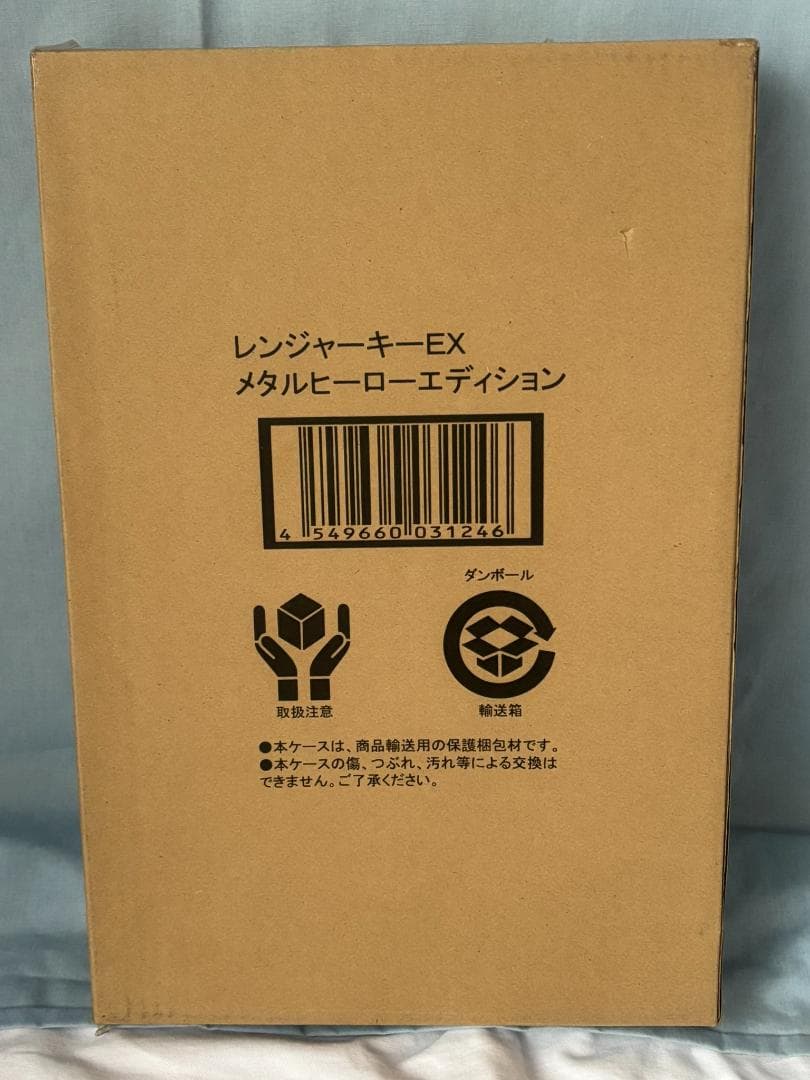 レンジャーキーEX
メタルヒーローエディション
4 549660 031246
ダンボール
取扱注意
輸送箱
●本ケースは、商品輸送用の保護梱包材です。
●本ケースの傷、つぶれ、汚れ等による交換は
できません。ご了承ください。